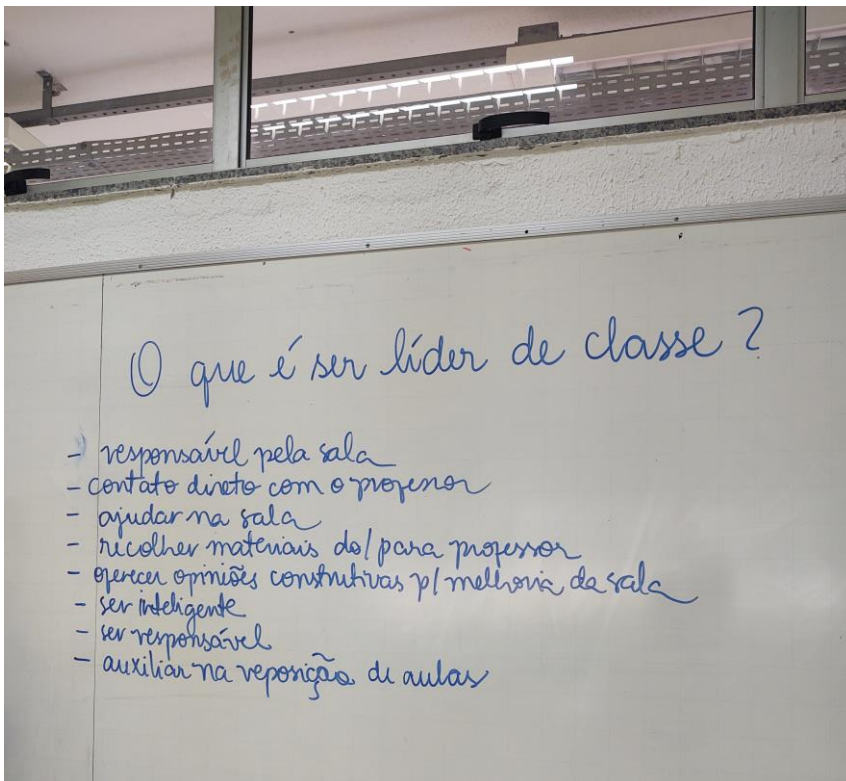 O que é ser líder de classe?
- responsável pela sala
- contato direto com o professor
- ajudar na sala
- recolher materiais do/para professor
- oferecer opiniões construtivas p/ melhoria da sala
- ser inteligente
- ser responsável
- auxiliar na reposição de aulas